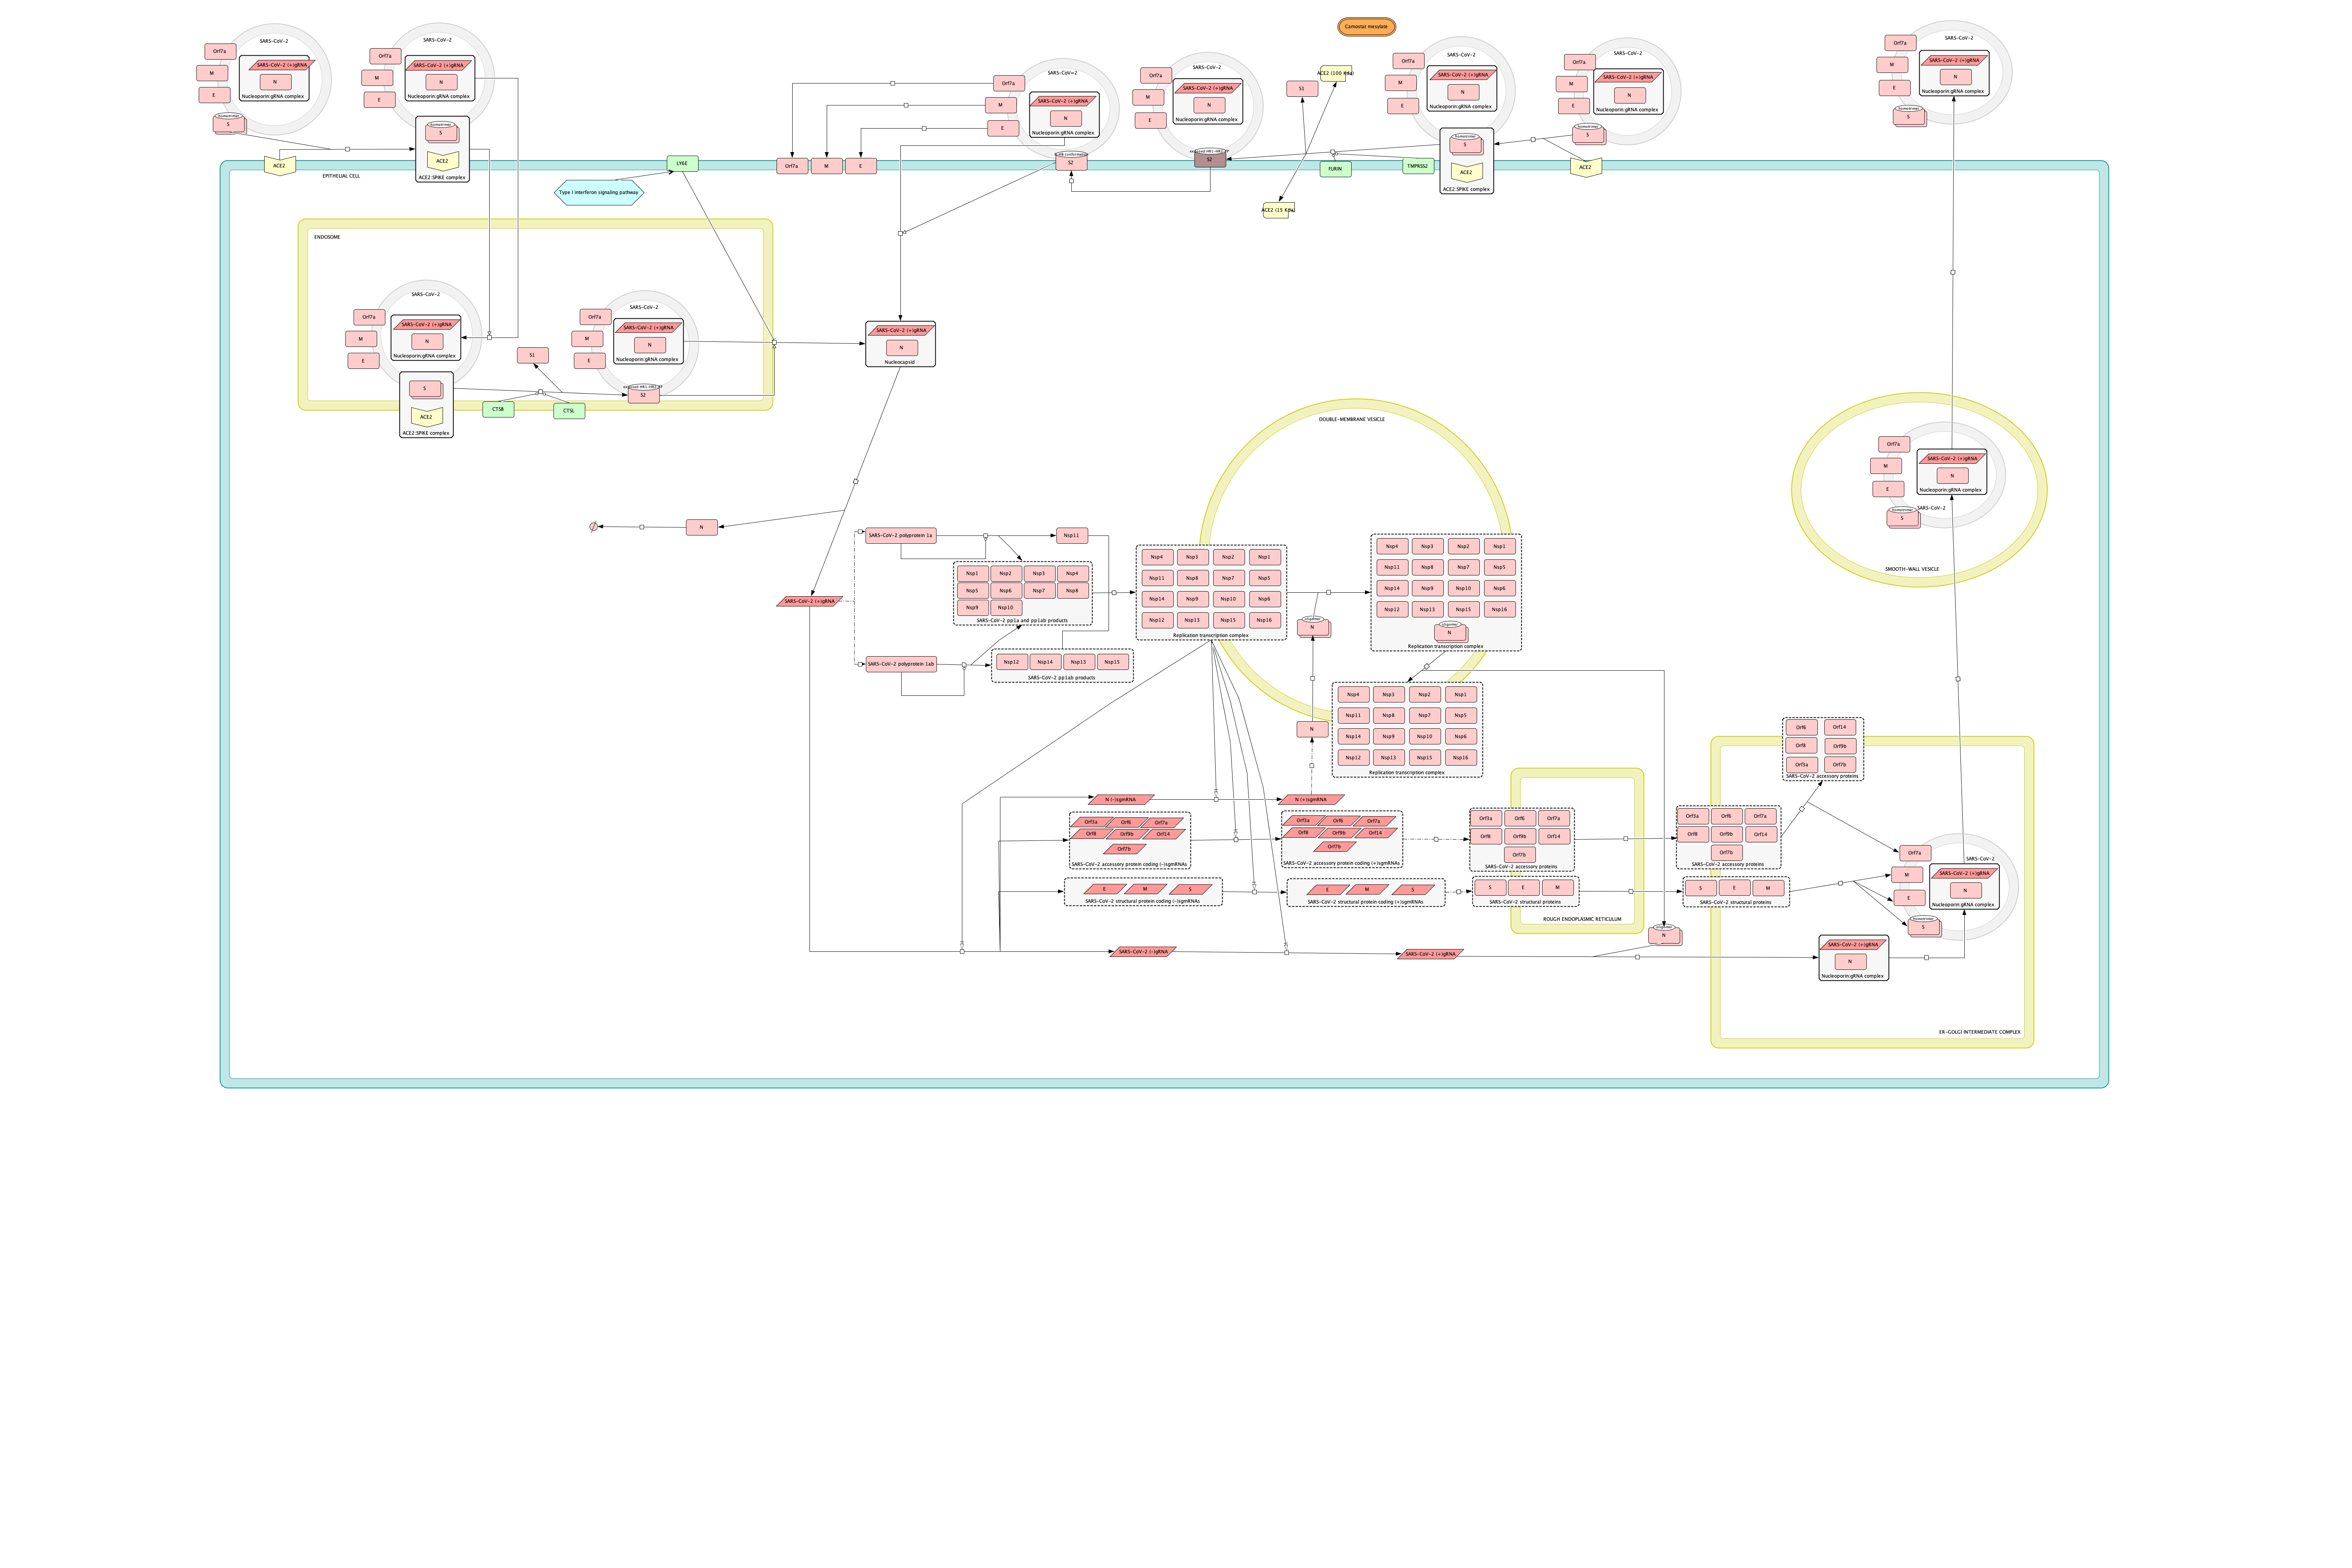 Camostat mesylate
SARS-CoV-2
Orf7a
SARS-CoV-2 (+)gRNA
M
N
E
Nucleoporin:gRNA complex
homotrimer
S
SARS-CoV-2
Orf7a
SARS-CoV-2 (+)gRNA
M
N
E
Nucleoporin:gRNA complex
homotrimer
S
ACE2
ACE2:SPIKE complex
ACE2
EPITHELIAL CELL
LY6E
Type I interferon signaling pathway
Orf7a
M
E
SARS-CoV=2
Orf7a
SARS-CoV-2 (+)gRNA
M
N
E
Nucleoporin:gRNA complex
S2
SARS-CoV-2
Orf7a
SARS-CoV-2 (+)gRNA
M
N
E
Nucleoporin:gRNA complex
S2
S1
ACE2 (100 Kda)
ACE2 (15 Kda)
FURIN
TMPRSS2
SARS-CoV-2
Orf7a
SARS-CoV-2 (+)gRNA
M
N
E
Nucleoporin:gRNA complex
homotrimer
S
ACE2
ACE2:SPIKE complex
SARS-CoV-2
Orf7a
SARS-CoV-2 (+)gRNA
M
N
E
Nucleoporin:gRNA complex
homotrimer
S
ACE2
SARS-CoV-2
Orf7a
SARS-CoV-2 (+)gRNA
M
N
E
Nucleoporin:gRNA complex
homotrimer
S
ENDOSOME
SARS-CoV-2
Orf7a
SARS-CoV-2 (+)gRNA
M
N
E
Nucleoporin:gRNA complex
S
ACE2
ACE2:SPIKE complex
S1
CTSB
CTSL
SARS-CoV-2
Orf7a
SARS-CoV-2 (+)gRNA
M
N
E
Nucleoporin:gRNA complex
S2
SARS-CoV-2 (+)gRNA
N
Nucleocapsid
N
SARS-CoV-2 (+)gRNA
SARS-CoV-2 polyprotein 1a
Nsp11
Nsp1 Nsp2 Nsp3 Nsp4
Nsp5 Nsp6 Nsp7 Nsp8
Nsp9 Nsp10
SARS-CoV-2 pp1a and pp1ab products
SARS-CoV-2 polyprotein 1ab
Nsp12 Nsp14 Nsp13 Nsp15
SARS-CoV-2 pp1ab products
DOUBLE-MEMBRANE VESICLE
Nsp4 Nsp3 Nsp2 Nsp1
Nsp11 Nsp8 Nsp7 Nsp5
Nsp14 Nsp9 Nsp10 Nsp6
Nsp12 Nsp13 Nsp15 Nsp16
Replication transcription complex
Nsp4 Nsp3 Nsp2 Nsp1
Nsp11 Nsp8 Nsp7 Nsp5
Nsp14 Nsp9 Nsp10 Nsp6
Nsp12 Nsp13 Nsp15 Nsp16
oligomer
N
Replication transcription complex
oligomer
N
N
Nsp4 Nsp3 Nsp2 Nsp1
Nsp11 Nsp8 Nsp7 Nsp5
Nsp14 Nsp9 Nsp10 Nsp6
Nsp12 Nsp13 Nsp15 Nsp16
Replication transcription complex
SMOOTH-WALL VESICLE
Orf7a
SARS-CoV-2 (+)gRNA
M
N
E
Nucleoporin:gRNA complex
SARS-CoV-2
homotrimer
S
N (-)sgmRNA
N (+)sgmRNA
Orf3a Orf6 Orf7a
Orf8 Orf9b Orf14
Orf7b
SARS-CoV-2 accessory protein coding (-)sgmRNAs
Orf3a Orf6 Orf7a
Orf8 Orf9b Orf14
Orf7b
SARS-CoV-2 accessory protein coding (+)sgmRNAs
Orf3a Orf6 Orf7a
Orf8 Orf9b Orf14
Orf7b
SARS-CoV-2 accessory proteins
Orf3a Orf6 Orf7a
Orf8 Orf9b Orf14
Orf7b
SARS-CoV-2 accessory proteins
Orf6 Orf14
Orf8 Orf9b
Orf3a Orf7b
SARS-CoV-2 accessory proteins
E M S
SARS-CoV-2 structural protein coding (-)sgmRNAs
E M S
SARS-CoV-2 structural protein coding (+)sgmRNAs
S E M
SARS-CoV-2 structural proteins
S E M
SARS-CoV-2 structural proteins
ROUGH ENDOPLASMIC RETICULUM
oligomer
N
SARS-CoV-2 (-)gRNA
SARS-CoV-2 (+)gRNA
SARS-CoV-2
Orf7a
SARS-CoV-2 (+)gRNA
M
N
E
Nucleoporin:gRNA complex
homotrimer
S
SARS-CoV-2 (+)gRNA
N
Nucleoporin:gRNA complex
ER-GOLGI INTERMEDIATE COMPLEX